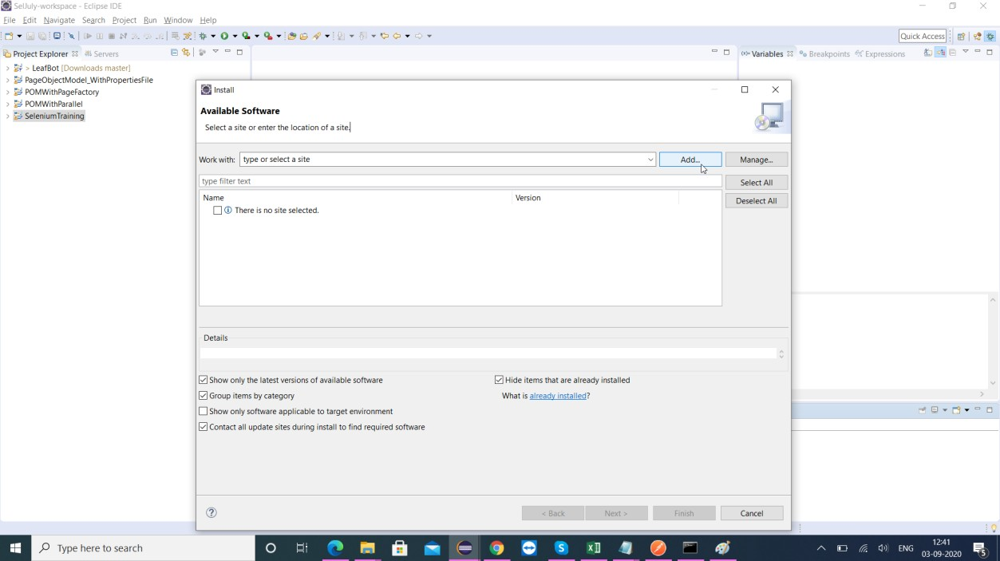 SelJuly-workspace - Eclipse IDE
File Edit Navigate Search Project Run Window Help
Quick Access
Project Explorer Servers
Variables Breakpoints Expressions
> LeafBot [Downloads master]
PageObjectModel_WithPropertiesFile
POMWithPageFactory
POMWithParallel
SeleniumTraining
Install
Available Software
Select a site or enter the location of a site.
Work with: type or select a site Add... Manage...
type filter text Select All
Name Version Deselect All
There is no site selected.
Details
Show only the latest versions of available software Hide items that are already installed
Group items by category What is already installed?
Show only software applicable to target environment
Contact all update sites during install to find required software
< Back Next > Finish Cancel
Type here to search
ENG
12:41
03-09-2020
5